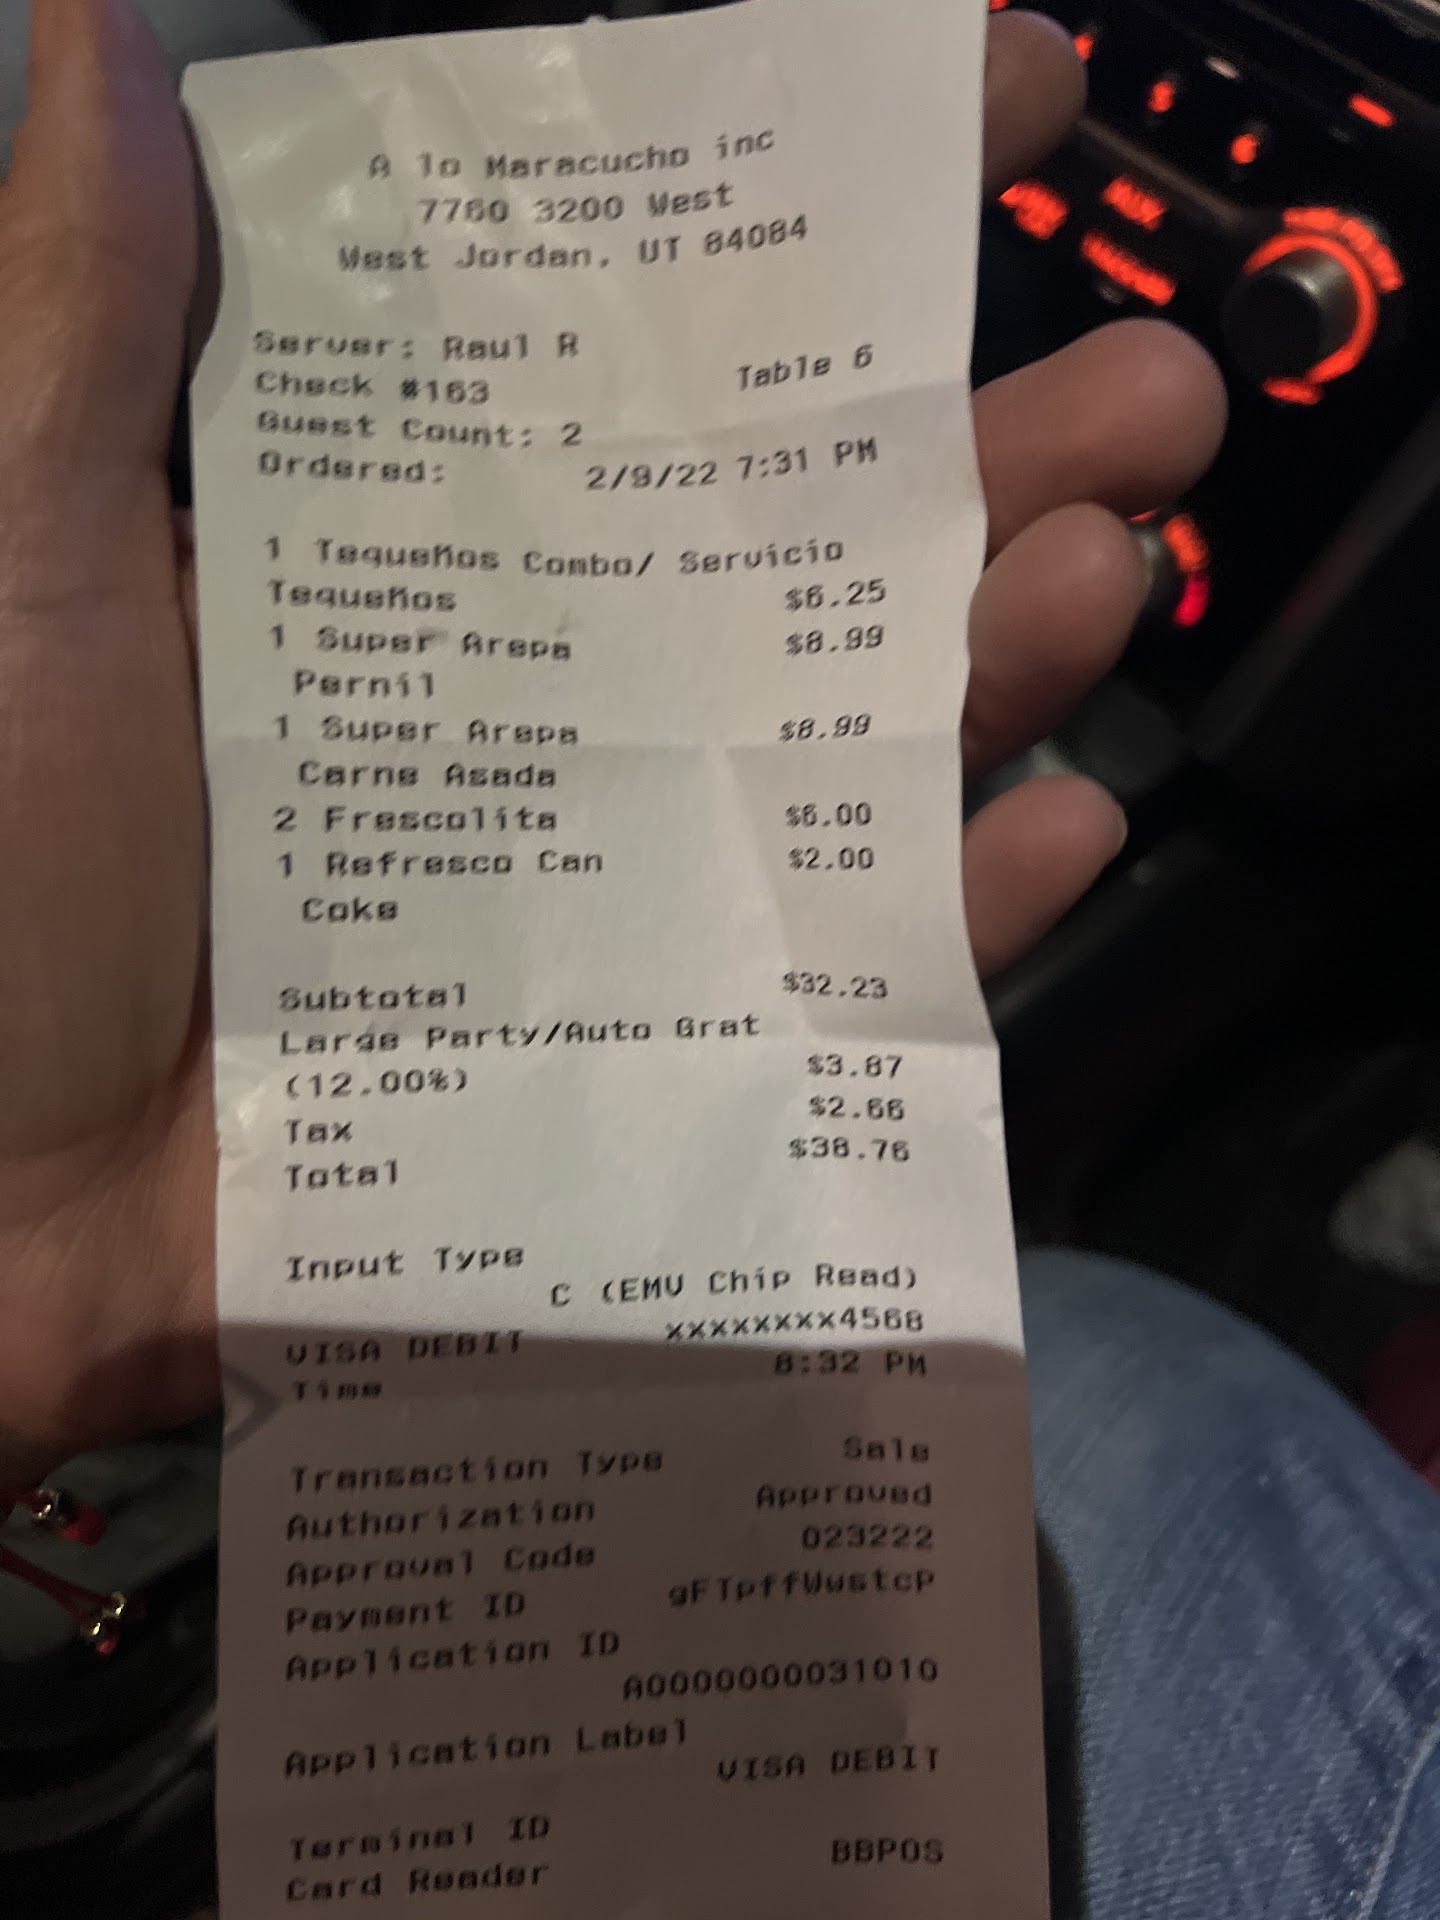 A lo Maracucho inc
7760 3200 West
West Jordan, UT 84084
Server: Raul R
Check #163 Table 6
Guest Count: 2
Ordered: 2/9/22 7:31 PM
1 Tequeños Combo/ Servicio
Tequeños $6.25
1 Super Arepa $8.99
Pernil
1 Super Arepa $8.99
Carne Asada
2 Frescolita $6.00
1 Refresco Can $2.00
Coke
Subtotal $32.23
Large Party/Auto Grat
(12.00%) $3.87
Tax $2.66
Total $38.76
Input Type
C (EMV Chip Read)
VISA DEBIT xxxxxxxx4568
Time 8:32 PM
Transaction Type Sale
Authorization Approved
Approval Code 023222
Payment ID gFTpffWwstcP
Application ID
A0000000031010
Application Label
VISA DEBIT
Terminal ID
Card Reader BBPOS
AUX